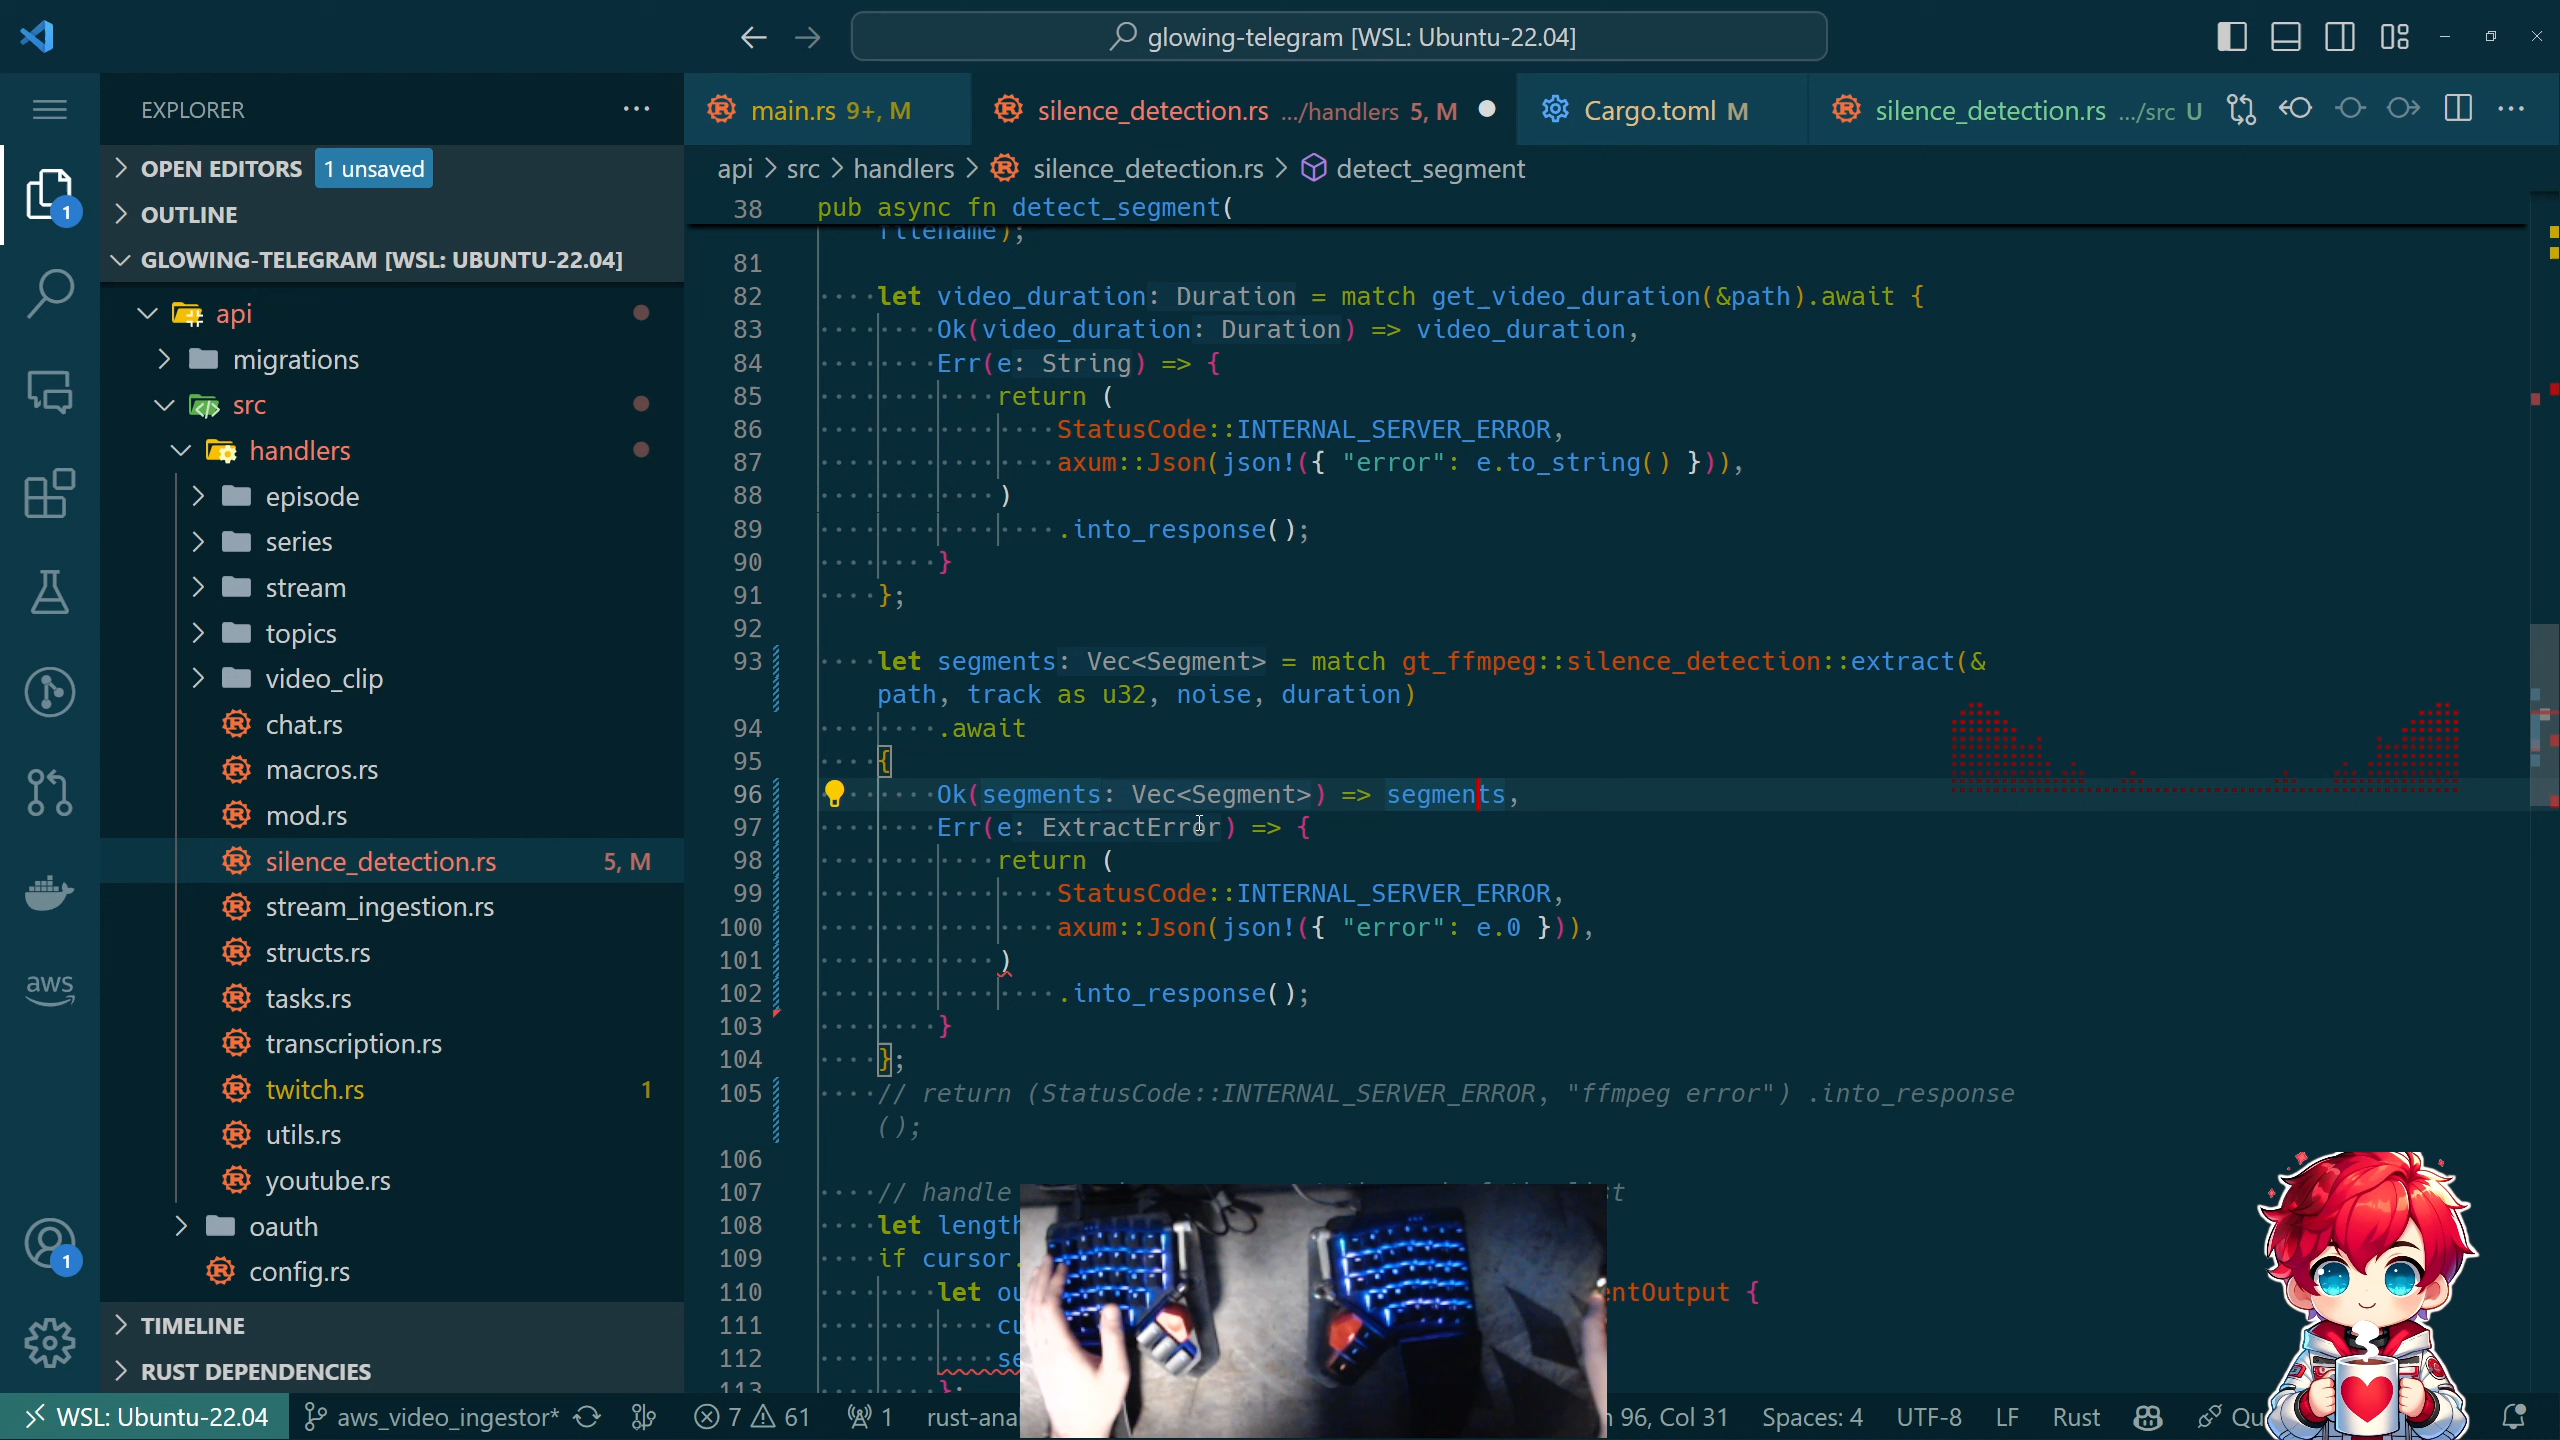 glowing-telegram [WSL: Ubuntu-22.04]
EXPLORER
OPEN EDITORS 1 unsaved
OUTLINE
GLOWING-TELEGRAM [WSL: UBUNTU-22.04]
api
migrations
src
handlers
episode
series
stream
topics
video_clip
chat.rs
macros.rs
mod.rs
silence_detection.rs 5, M
stream_ingestion.rs
structs.rs
tasks.rs
transcription.rs
twitch.rs 1
utils.rs
youtube.rs
oauth
config.rs
TIMELINE
RUST DEPENDENCIES
1
aws
1
main.rs 9+, M
silence_detection.rs .../handlers 5, M
Cargo.toml M
silence_detection.rs .../src U
api > src > handlers > silence_detection.rs > detect_segment
38 pub async fn detect_segment(
filename);
81
82 let video_duration: Duration = match get_video_duration(&path).await {
83 Ok(video_duration: Duration) => video_duration,
84 Err(e: String) => {
85 return (
86 StatusCode::INTERNAL_SERVER_ERROR,
87 axum::Json(json!({ "error": e.to_string() })),
88 )
89 .into_response();
90 }
91 };
92
93 let segments: Vec<Segment> = match gt_ffmpeg::silence_detection::extract(&
path, track as u32, noise, duration)
94 .await
95 {
96 Ok(segments: Vec<Segment>) => segments,
97 Err(e: ExtractError) => {
98 return (
99 StatusCode::INTERNAL_SERVER_ERROR,
100 axum::Json(json!({ "error": e.0 })),
101 )
102 .into_response();
103 }
104 };
105 // return (StatusCode::INTERNAL_SERVER_ERROR, "ffmpeg error") .into_response
();
106
107 // handle
108 let length
109 if cursor.
110 let ou entOutput {
111 cu
112 se
113 };
WSL: Ubuntu-22.04 aws_video_ingestor* 7 61 1 rust-ana 96, Col 31 Spaces: 4 UTF-8 LF Rust Qu